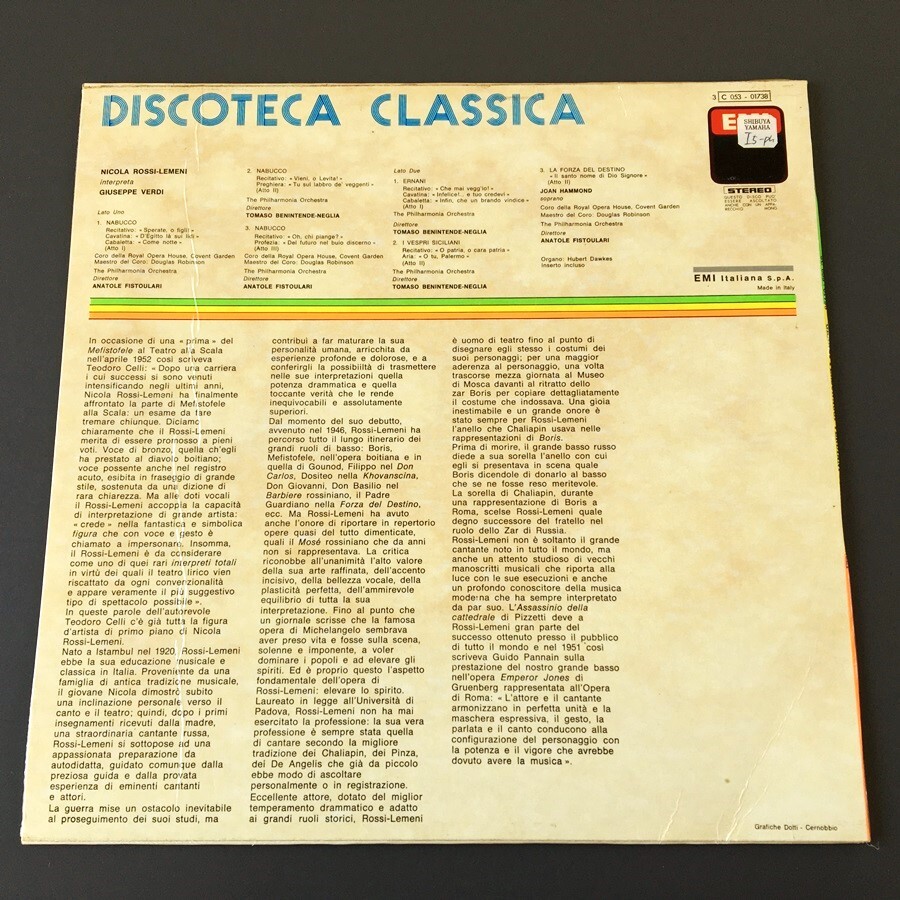 DISCOTECA CLASSICA
3 C 053 - 01738
EMI
SHIBUYA
YAMAHA
STEREO
QUESTO DISCO PUO'
ESSERE ASCOLTATO
ANCHE CON UN APPA-
RECCHIO MONO.
EMI Italiana S.p.A.
Made in Italy
NICOLA ROSSI-LEMENI
interpreta
GIUSEPPE VERDI
Lato Uno
1. NABUCCO
Recitativo: « Sperate, o figli! »
Cavatina: « D'Egitto là sui lidi »
Cabaletta: « Come notte »
(Atto I)
Coro della Royal Opera House, Covent Garden
Maestro del Coro: Douglas Robinson
The Philharmonia Orchestra
Direttore
ANATOLE FISTOULARI
2. NABUCCO
Recitativo: « Vieni, o Levita! »
Preghiera: « Tu sul labbro de' veggenti »
(Atto II)
The Philharmonia Orchestra
Direttore
TOMASO BENINTENDE-NEGLIA
3. NABUCCO
Recitativo: « Oh, chi piange? »
Profezia: « Del futuro nel buio discerno »
(Atto III)
Coro della Royal Opera House, Covent Garden
Maestro del Coro: Douglas Robinson
The Philharmonia Orchestra
Direttore
ANATOLE FISTOULARI
Lato Due
1. ERNANI
Recitativo: « Che mai vegg'io! »
Cavatina: « Infelice!... e tuo credevi »
Cabaletta: « Infin, che un brando vindice »
(Atto I)
The Philharmonia Orchestra
Direttore
TOMASO BENINTENDE-NEGLIA
2. I VESPRI SICILIANI
Recitativo: « O patria, o cara patria »
Aria: « O tu, Palermo »
(Atto II)
The Philharmonia Orchestra
Direttore
TOMASO BENINTENDE-NEGLIA
3. LA FORZA DEL DESTINO
« Il santo nome di Dio Signore »
(Atto II)
JOAN HAMMOND
soprano
Coro della Royal Opera House, Covent Garden
Maestro del Coro: Douglas Robinson
The Philharmonia Orchestra
Direttore
ANATOLE FISTOULARI
Organo: Hubert Dawkes
inserto incluso
In occasione di una « prima » del
Mefistofele al Teatro alla Scala
nell'aprile 1952 così scriveva
Teodoro Celli: « Dopo una carriera
i cui successi si sono venuti
intensificando negli ultimi anni,
Nicola Rossi-Lemeni ha finalmente
affrontato la parte di Mefistofele
alla Scala: un esame da fare
tremare chiunque. Diciamo
chiaramente che il Rossi-Lemeni
merita di essere promosso a pieni
voti. Voce di bronzo, quella ch'egli
ha prestato al diavolo boitiano;
voce possente anche nel registro
acuto, esibita in fraseggio di grande
stile, sostenuta da una dizione di
rara chiarezza. Ma alle doti vocali
il Rossi-Lemeni accoppia la capacità
di interpretazione di grande artista:
« crede » nella fantastica e simbolica
figura che con voce e gesto è
chiamato a impersonare. Insomma,
il Rossi-Lemeni è da considerare
come uno di quei rari interpreti totali
in virtù dei quali il teatro lirico vien
riscattato da ogni convenzionalità
e appare veramente il più suggestivo
tipo di spettacolo possibile ».
In queste parole dell'autorevole
Teodoro Celli c'è già tutta la figura
d'artista di primo piano di Nicola
Rossi-Lemeni.
Nato a Istambul nel 1920, Rossi-Lemeni
ebbe la sua educazione musicale e
classica in Italia. Proveniente da una
famiglia di antica tradizione musicale,
il giovane Nicola dimostrò subito
una inclinazione personale verso il
canto e il teatro; quindi, dopo i primi
insegnamenti ricevuti dalla madre,
una straordinaria cantante russa,
Rossi-Lemeni si sottopose ad una
appassionata preparazione da
autodidatta, guidato comunque dalla
preziosa guida e dalla provata
esperienza di eminenti cantanti
e attori.
La guerra mise un ostacolo inevitabile
al proseguimento dei suoi studi, ma
contribuì a far maturare la sua
personalità umana, arricchita da
esperienze profonde e dolorose, e a
conferirgli la possibiiltà di trasmettere
nelle sue interpretazioni quella
potenza drammatica e quella
toccante verità che le rende
inequivocabili e assolutamente
superiori.
Dal momento del suo debutto,
avvenuto nel 1946, Rossi-Lemeni ha
percorso tutto il lungo itinerario dei
grandi ruoli di basso: Boris,
Mefistofele, nell'opera boitiana e in
quella di Gounod, Filippo nel Don
Carlos, Dositeo nella Khovanscina,
Don Giovanni, Don Basilio nel
Barbiere rossiniano, il Padre
Guardiano nella Forza del Destino,
ecc. Ma Rossi-Lemeni ha avuto
anche l'onore di riportare in repertorio
opere quasi del tutto dimenticate,
quali il Mosé rossiniano che da anni
non si rappresentava. La critica
riconobbe all'unanimità l'alto valore
della sua arte raffinata, dell'accento
incisivo, della bellezza vocale, della
plasticità perfetta, dell'ammirevole
equilibrio di tutta la sua
interpretazione. Fino al punto che
un giornale scrisse che la famosa
opera di Michelangelo sembrava
aver preso vita e fosse sulla scena,
solenne e imponente, a voler
dominare i popoli e ad elevare gli
spiriti. Ed è proprio questo l'aspetto
fondamentale dell'opera di
Rossi-Lemeni: elevare lo spirito.
Laureato in legge all'Università di
Padova, Rossi-Lemeni non ha mai
esercitato la professione: la sua vera
professione è sempre stata quella
di cantare secondo la migliore
tradizione dei Chaliapin, dei Pinza,
dei De Angelis che già da piccolo
ebbe modo di ascoltare
personalmente o in registrazione.
Eccellente attore, dotato del miglior
temperamento drammatico e adatto
ai grandi ruoli storici, Rossi-Lemeni
è uomo di teatro fino al punto di
disegnare egli stesso i costumi dei
suoi personaggi; per una maggior
aderenza al personaggio, una volta
trascorse mezza giornata al Museo
di Mosca davanti al ritratto dello
zar Boris per copiare dettagliatamente
il costume che indossava. Una gioia
inestimabile e un grande onore è
stato sempre per Rossi-Lemeni
l'anello che Chaliapin usava nelle
rappresentazioni di Boris.
Prima di morire, il grande basso russo
diede a sua sorella l'anello con cui
egli si presentava in scena quale
Boris dicendole di donarlo al basso
che se ne fosse reso meritevole.
La sorella di Chaliapin, durante
una rappresentazione di Boris a
Roma, scelse Rossi-Lemeni quale
degno successor del fratello nel
ruolo dello Zar di Russia.
Rossi-Lemeni non è soltanto il grande
cantante noto in tutto il mondo, ma
anche un attento studioso di vecchi
manoscritti musicali che riporta alla
luce con le sue esecuzioni e anche
un profondo conoscitore della musica
moderna che ha sempre interpretato
da par suo. L'Assassinio della
cattedrale di Pizzetti deve a
Rossi-Lemeni gran parte del
successo ottenuto presso il pubblico
di tutto il mondo e nel 1951 così
scriveva Guido Pannain sulla
prestazione del nostro grande basso
nell'opera Emperor Jones di
Gruenberg rappresentata all'Opera
di Roma: « L'attore e il cantante
armonizzano in perfetta unità e la
maschera espressiva, il gesto, la
parlata e il canto conducono alla
configurazione del personaggio con
la potenza e il vigore che avrebbe
dovuto avere la musica ».
Grafiche Dotti - Cernobbio